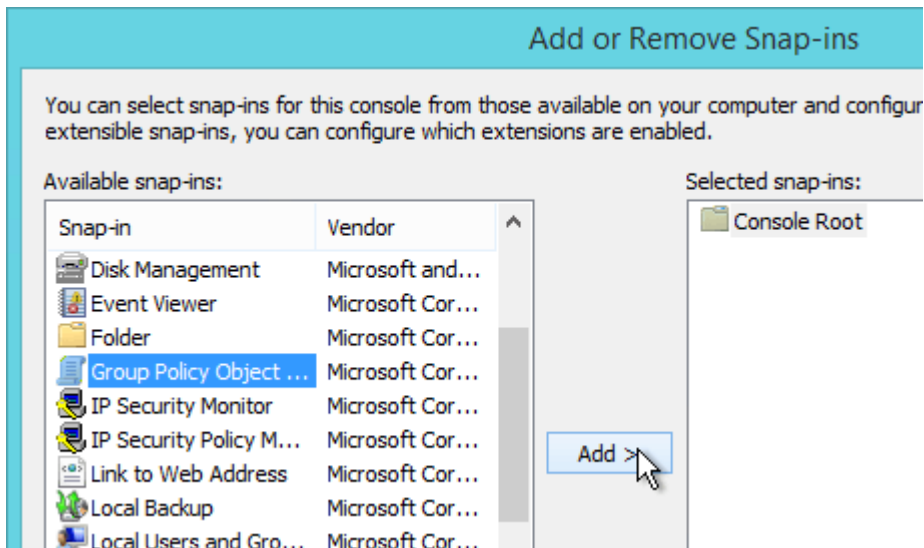 Add or Remove Snap-ins
You can select snap-ins for this console from those available on your computer and configur
extensible snap-ins, you can configure which extensions are enabled.
Available snap-ins:
Selected snap-ins:
Snap-in Vendor
Console Root
Disk Management Microsoft and...
Event Viewer Microsoft Cor...
Folder Microsoft Cor...
Group Policy Object ... Microsoft Cor...
IP Security Monitor Microsoft Cor...
IP Security Policy M... Microsoft Cor...
Add >
Link to Web Address Microsoft Cor...
Local Backup Microsoft Cor...
Local Users and Gro... Microsoft Cor...